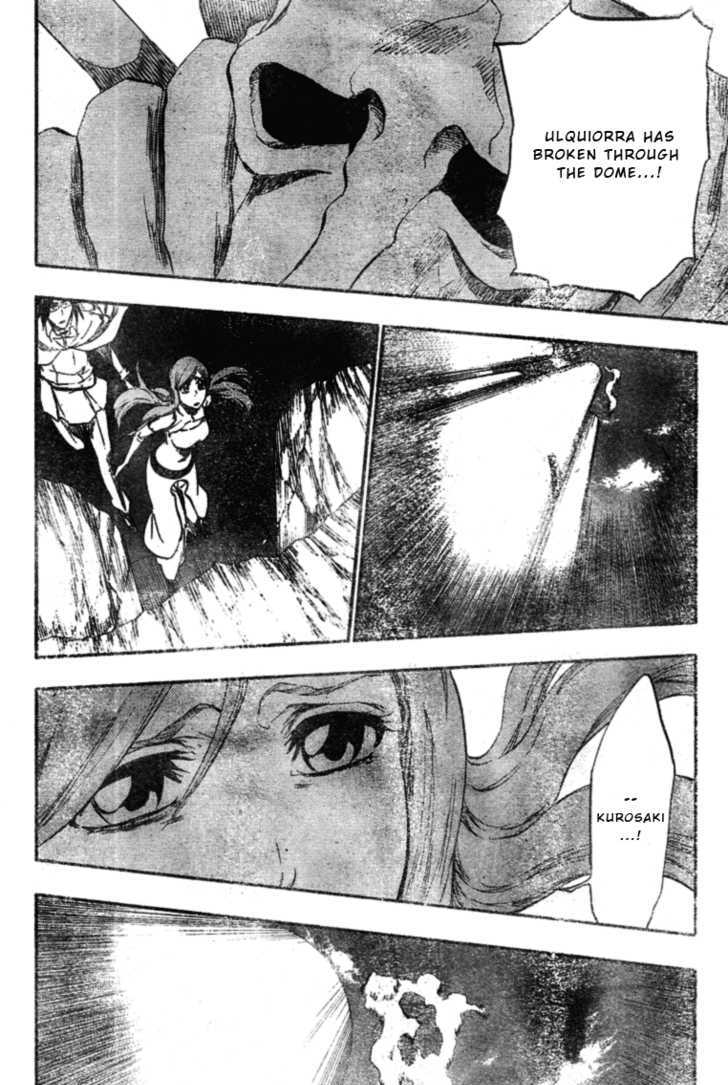 ULQUIORRA HAS
BROKEN THROUGH
THE DOME...!
--
KUROSAKI
...!